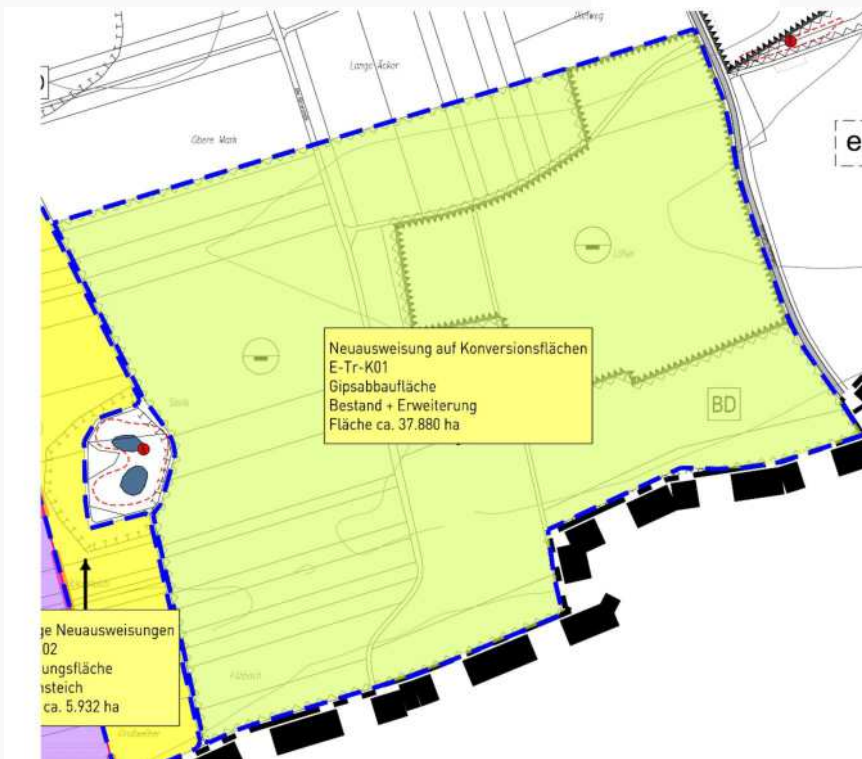 Dietweg
Lange Äcker
Obere Mark
e
Neuausweisung auf Konversionsflächen
E-Tr-K01
Gipsabbaufläche
Bestand + Erweiterung
Fläche ca. 37.880 ha
BD
ge Neuausweisungen
02
ungsfläche
nsteich
ca. 5.932 ha